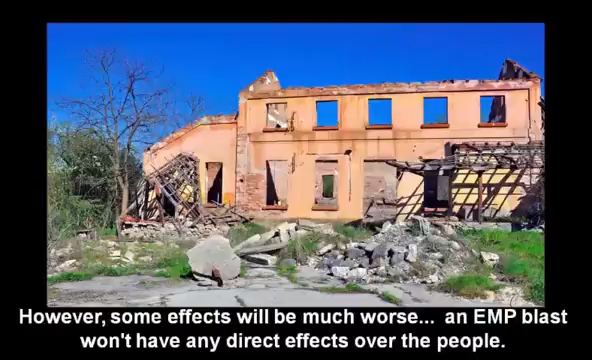 However, some effects will be much worse...  an EMP blast
won't have any direct effects over the people.